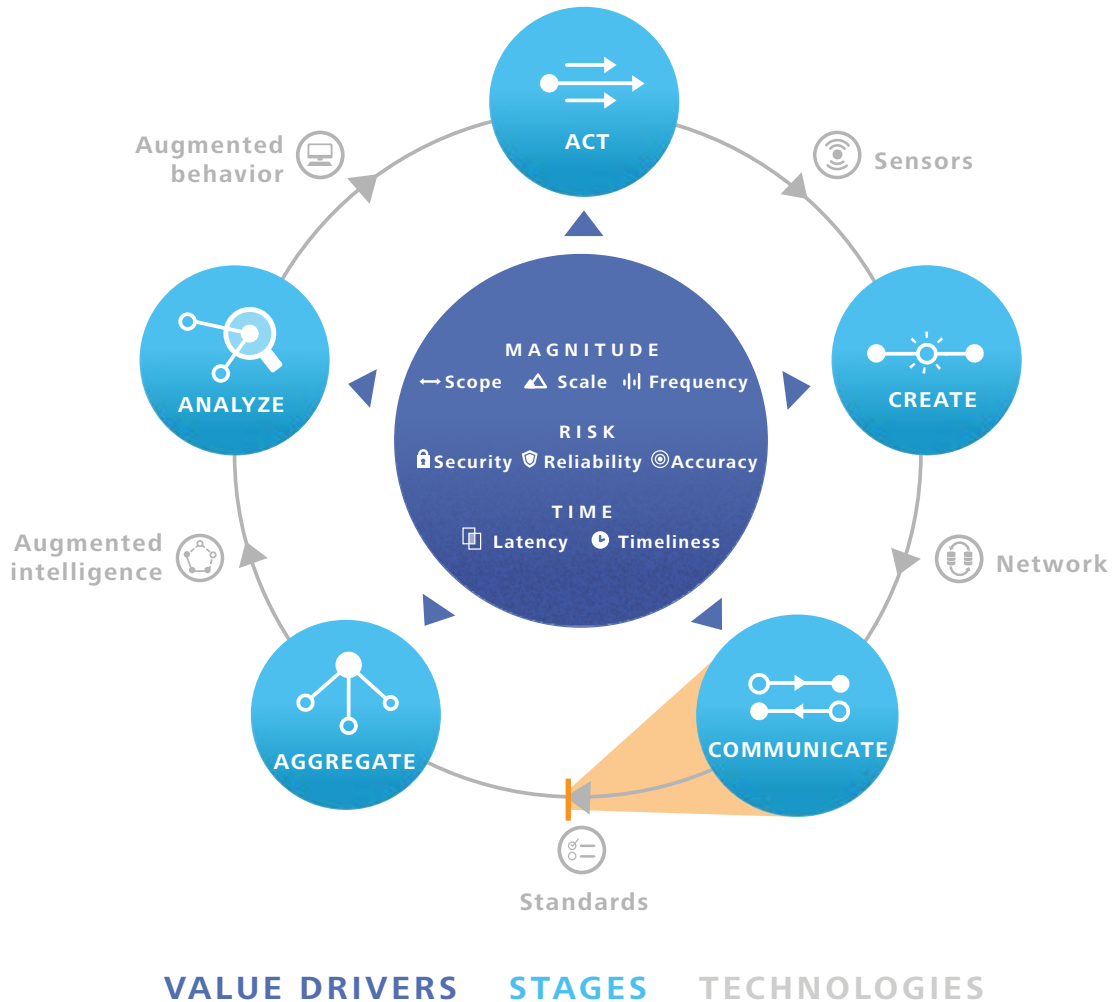 ACT
Augmented
behavior
Sensors
MAGNITUDE
Scope Scale Frequency
ANALYZE
CREATE
RISK
Security Reliability Accuracy
TIME
Latency Timeliness
Augmented
intelligence
Network
COMMUNICATE
AGGREGATE
Standards
VALUE DRIVERS STAGES TECHNOLOGIES